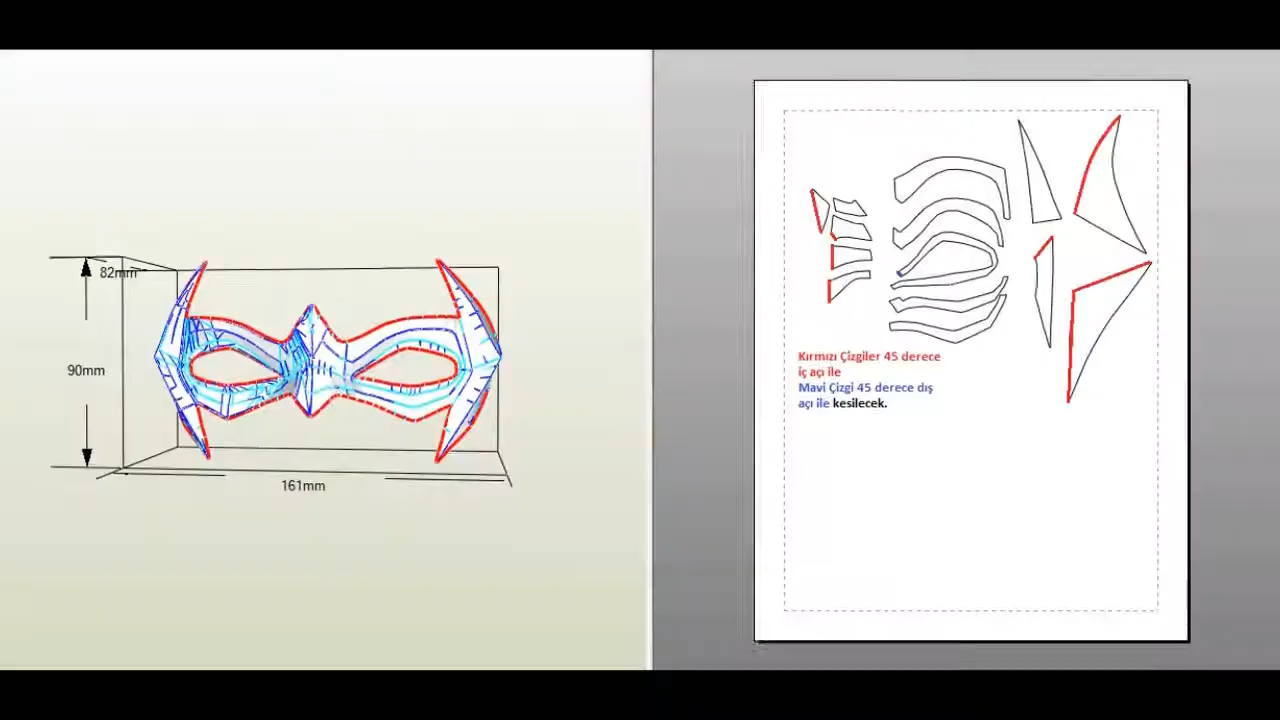 82mm
90mm
161mm
Kırmızı Çizgiler 45 derece
iç açı ile
Mavi Çizgi 45 derece dış
açı ile kesilecek.